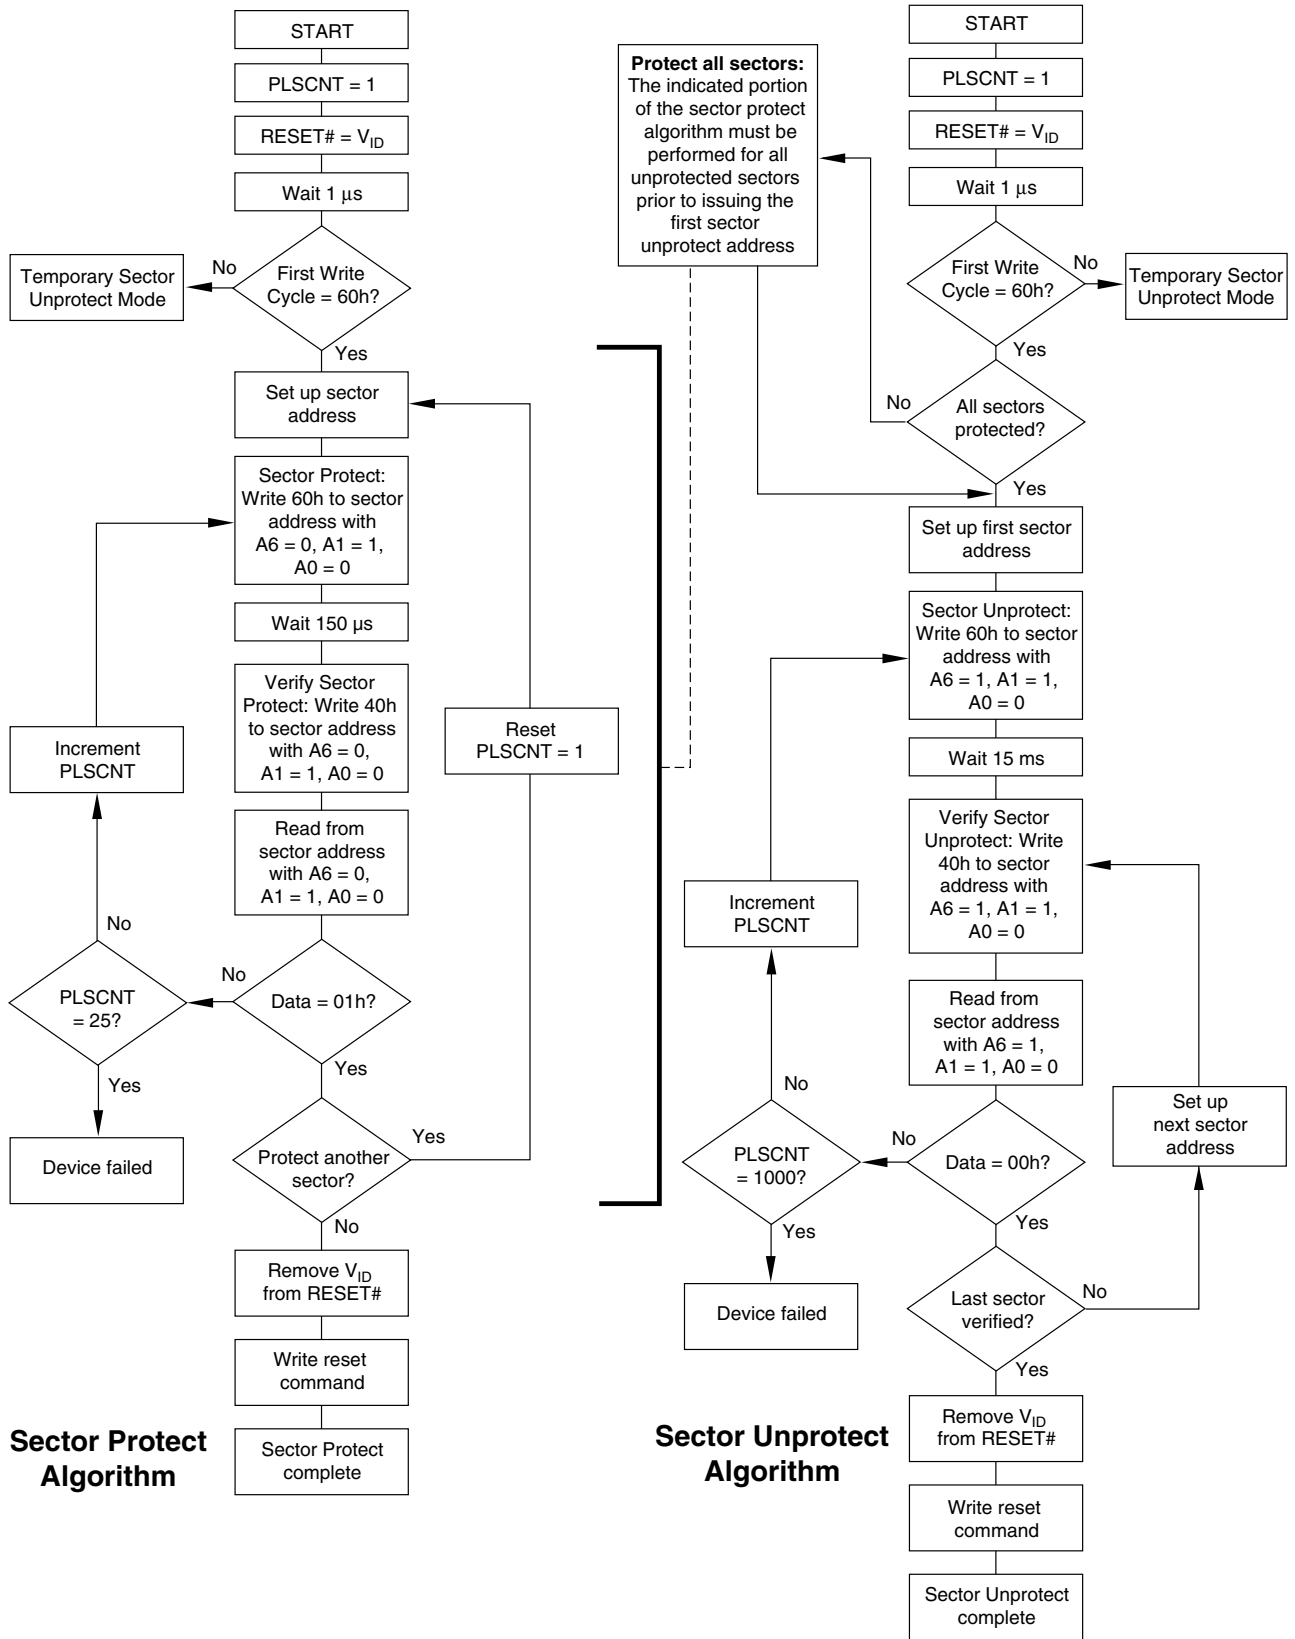 START
PLSCNT = 1
RESET# = VID
Wait 1 μs
First Write
Cycle = 60h?
No
Temporary Sector
Unprotect Mode
Yes
Set up sector
address
Sector Protect:
Write 60h to sector
address with
A6 = 0, A1 = 1,
A0 = 0
Wait 150 µs
Verify Sector
Protect: Write 40h
to sector address
with A6 = 0,
A1 = 1, A0 = 0
Increment
PLSCNT
Reset
PLSCNT = 1
Read from
sector address
with A6 = 0,
A1 = 1, A0 = 0
No
No
PLSCNT
= 25?
Data = 01h?
Yes
Yes
Device failed
Protect another
sector?
Yes
No
Remove VID
from RESET#
Write reset
command
Sector Protect
complete
Sector Protect
Algorithm
START
Protect all sectors:
The indicated portion
of the sector protect
algorithm must be
performed for all
unprotected sectors
prior to issuing the
first sector
unprotect address
PLSCNT = 1
RESET# = VID
Wait 1 μs
First Write
Cycle = 60h?
No
Temporary Sector
Unprotect Mode
Yes
No
All sectors
protected?
Yes
Set up first sector
address
Sector Unprotect:
Write 60h to sector
address with
A6 = 1, A1 = 1,
A0 = 0
Wait 15 ms
Verify Sector
Unprotect: Write
40h to sector
address with
A6 = 1, A1 = 1,
A0 = 0
Increment
PLSCNT
Read from
sector address
with A6 = 1,
A1 = 1, A0 = 0
No
Set up
next sector
address
No
PLSCNT
= 1000?
Data = 00h?
Yes
Yes
Device failed
Last sector
verified?
No
Yes
Remove VID
from RESET#
Write reset
command
Sector Unprotect
complete
Sector Unprotect
Algorithm